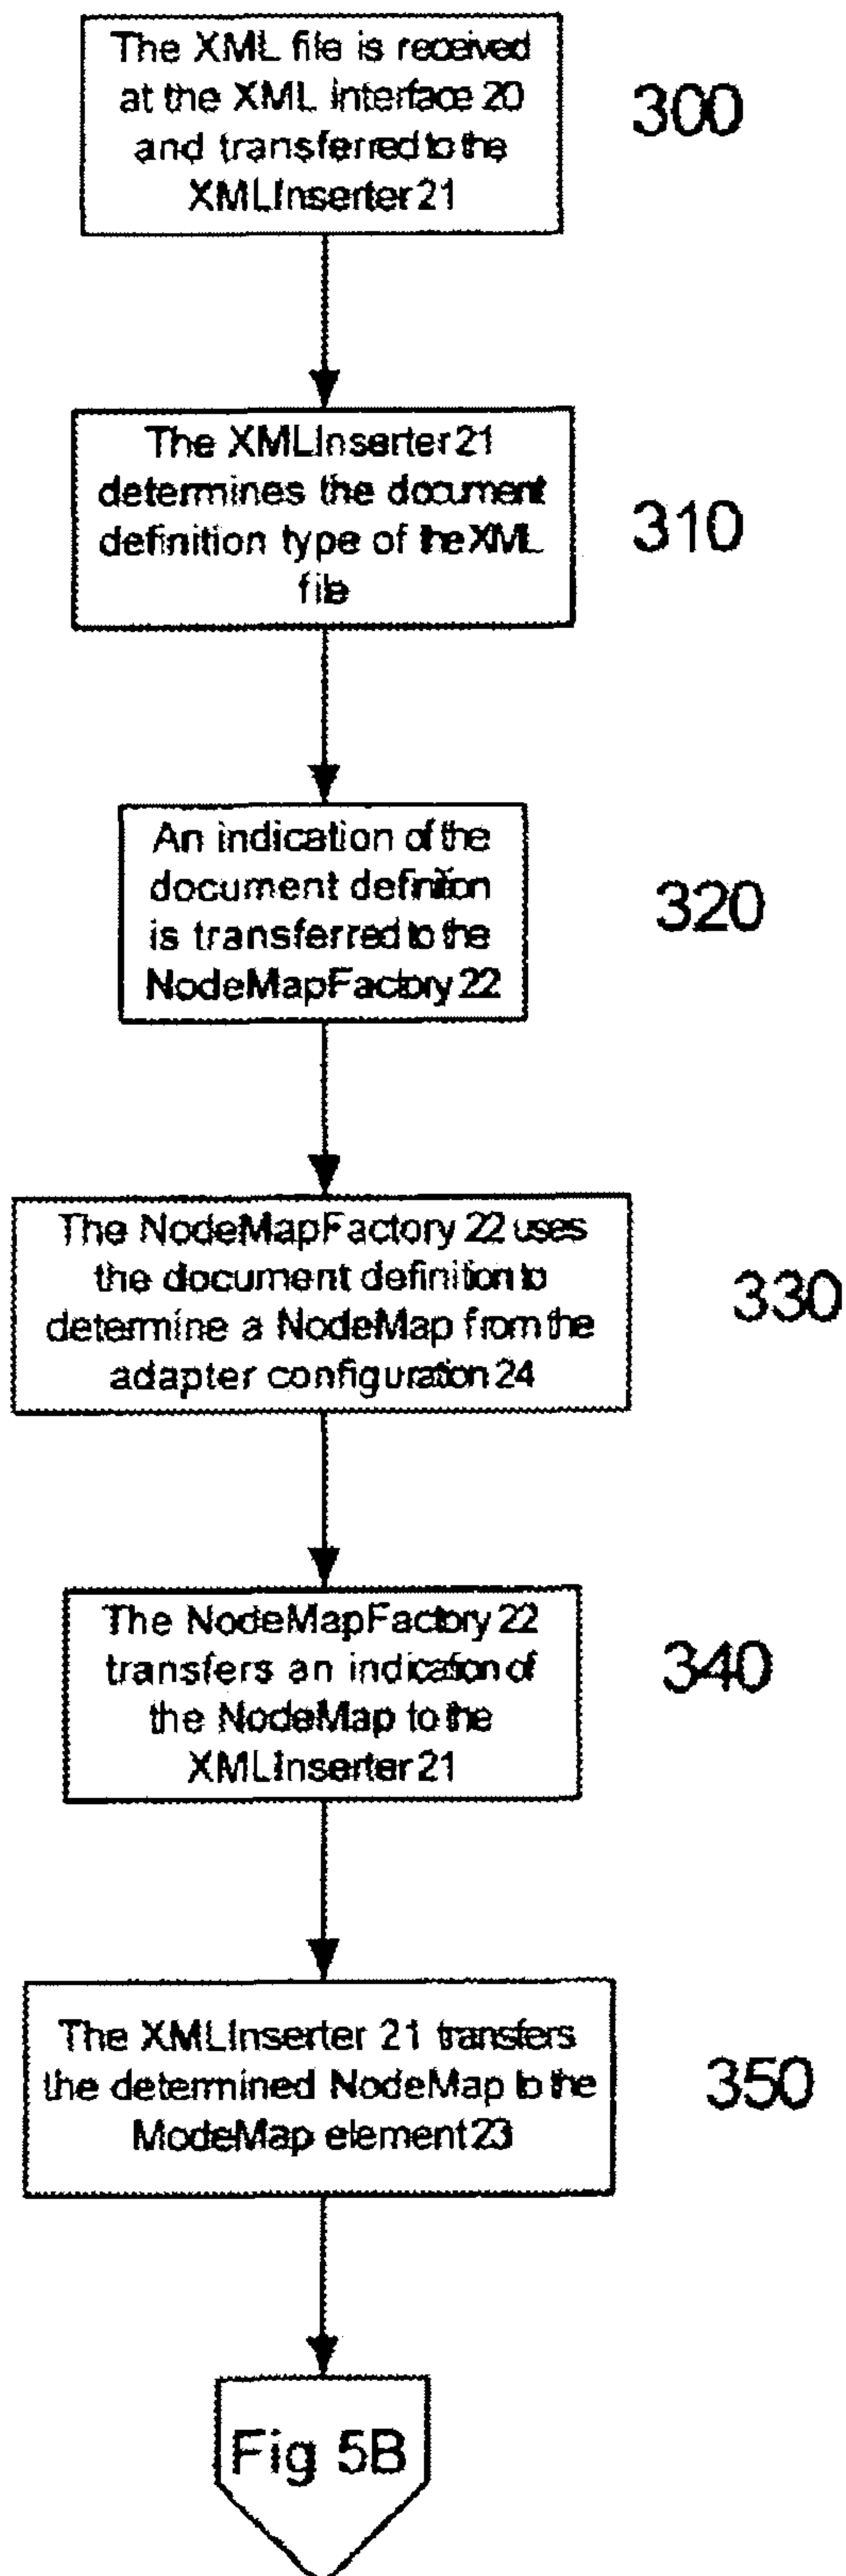 The XML file is received
at the XML interface 20
and transferred to the
XMLInserter 21
300
The XMLInserter 21
determines the document
definition type of the XML
file
310
An indication of the
document definition
is transferred to the
NodeMapFactory 22
320
The NodeMapFactory 22 uses
the document definition to
determine a NodeMap from the
adapter configuration 24
330
The NodeMapFactory 22
transfers an indication of
the NodeMap to the
XMLInserter 21
340
The XMLInserter 21 transfers
the determined NodeMap to the
ModeMap element 23
350
Fig 5B